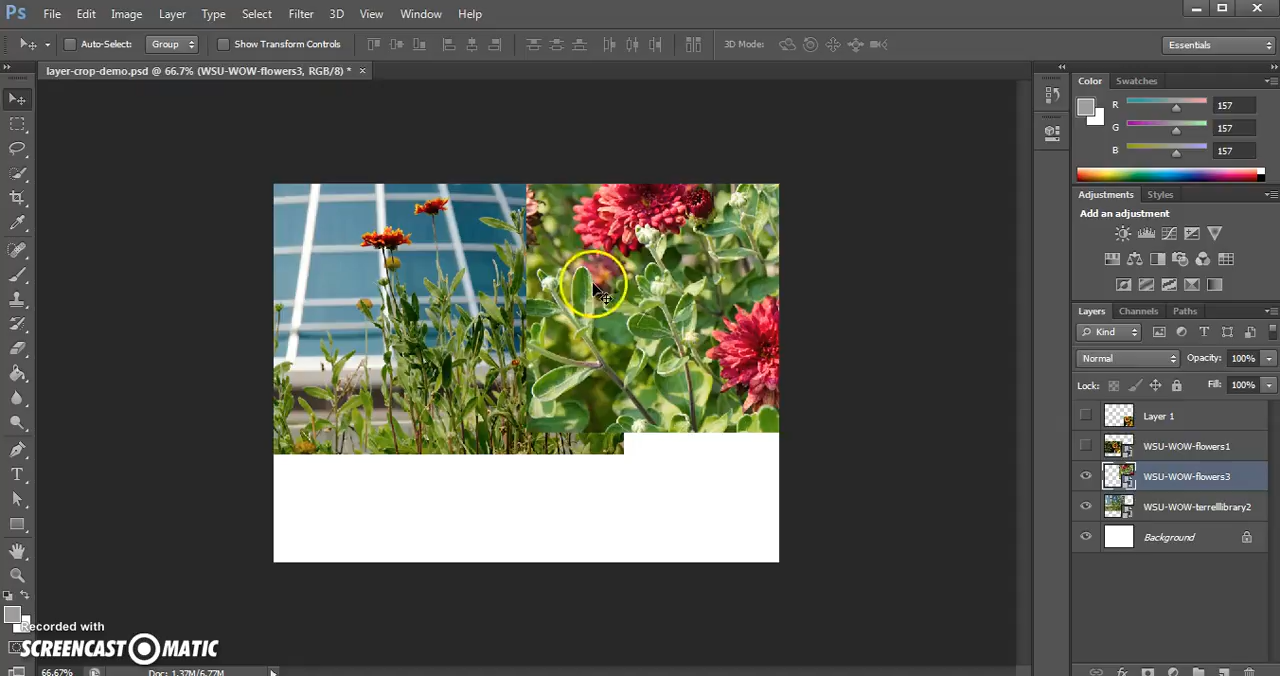 Ps File Edit Image Layer Type Select Filter 3D View Window Help
Auto-Select: Group Show Transform Controls 3D Mode: Essentials
layer-crop-demo.psd @ 66.7% (WSU-WOW-flowers3, RGB/8) * ×
Color Swatches
R 157
G 157
B 157
Adjustments Styles
Add an adjustment
Layers Channels Paths
Kind
Normal Opacity: 100%
Lock: Fill: 100%
Layer 1
WSU-WOW-flowers1
WSU-WOW-flowers3
WSU-WOW-terrelllibrary2
Background
Recorded with
SCREENCAST-O-MATIC
66.67% Doc: 1.37M/6.77M